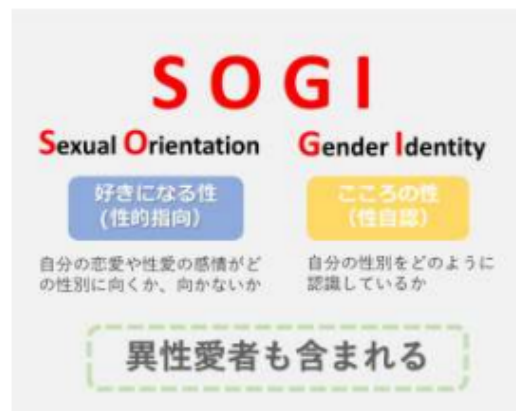 SOGI
Sexual Orientation
Gender Identity
好きになる性
(性的指向)
こころの性
(性自認)
自分の恋愛や性愛の感情がど
の性別に向くか、向かないか
自分の性別をどのように
認識しているか
異性愛者も含まれる